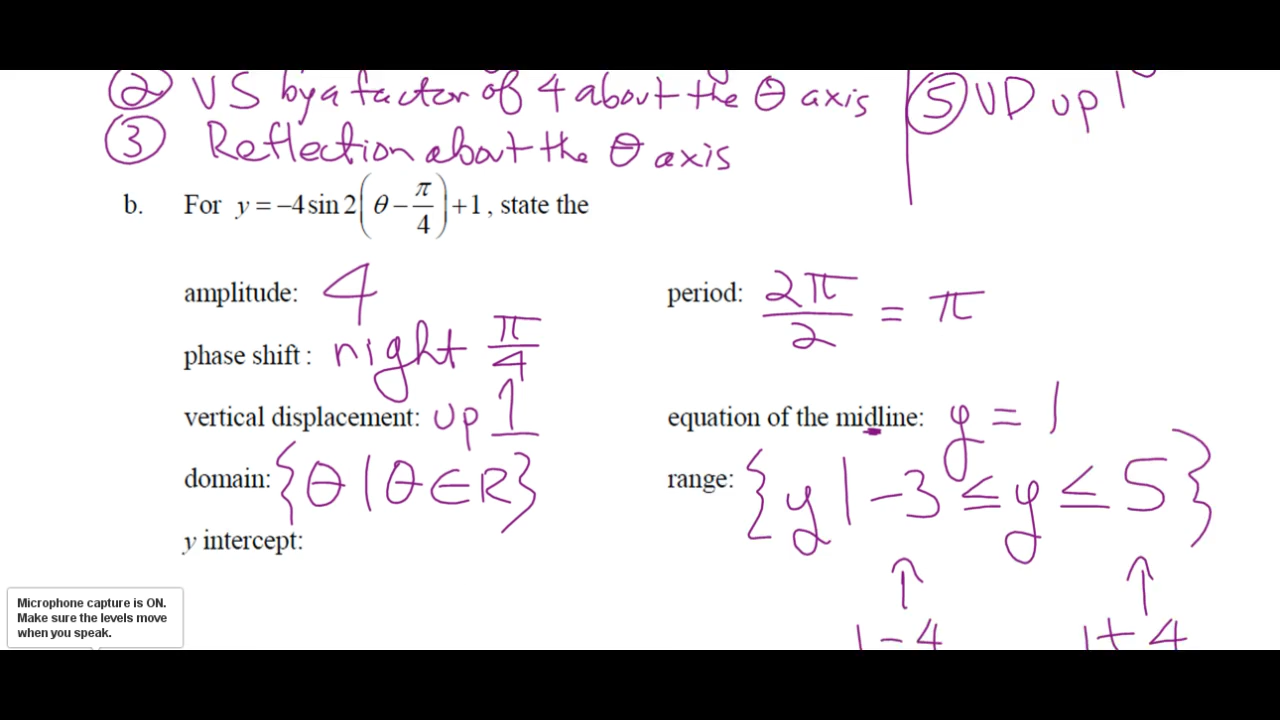 ② VS by a factor of 4 about the θ axis
③ Reflection about the θ axis
⑤ VD up 1
b. For y = −4 sin 2(θ − π/4) + 1, state the
amplitude: 4
period: 2π/2 = π
phase shift: right π/4
vertical displacement: up 1
equation of the midline: y = 1
domain: {θ | θ ∈ R}
range: {y | −3 ≤ y ≤ 5}
y intercept:
↑ ↑
1 − 4 1 + 4
Microphone capture is ON.
Make sure the levels move
when you speak.